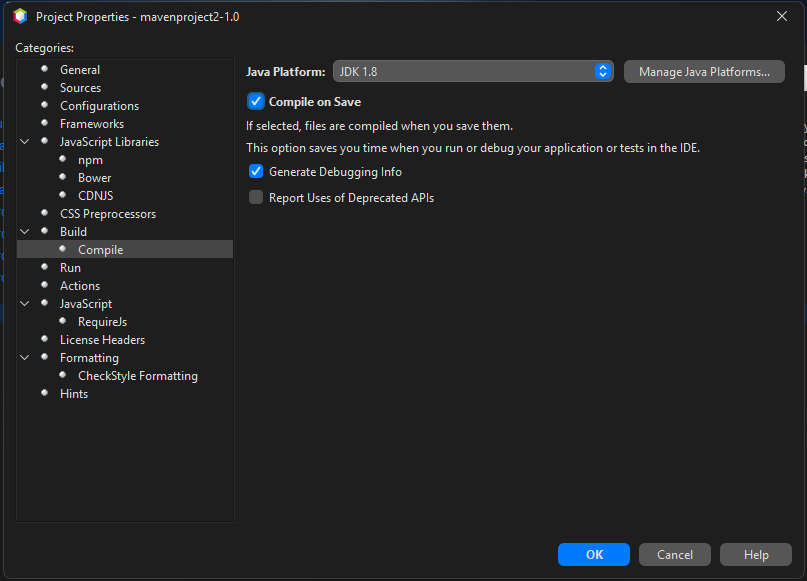 Project Properties - mavenproject2-1.0
Categories:
General
Sources
Configurations
Frameworks
JavaScript Libraries
npm
Bower
CDNJS
CSS Preprocessors
Build
Compile
Run
Actions
JavaScript
RequireJs
License Headers
Formatting
CheckStyle Formatting
Hints
Java Platform: JDK 1.8 Manage Java Platforms...
Compile on Save
If selected, files are compiled when you save them.
This option saves you time when you run or debug your application or tests in the IDE.
Generate Debugging Info
Report Uses of Deprecated APIs
OK Cancel Help